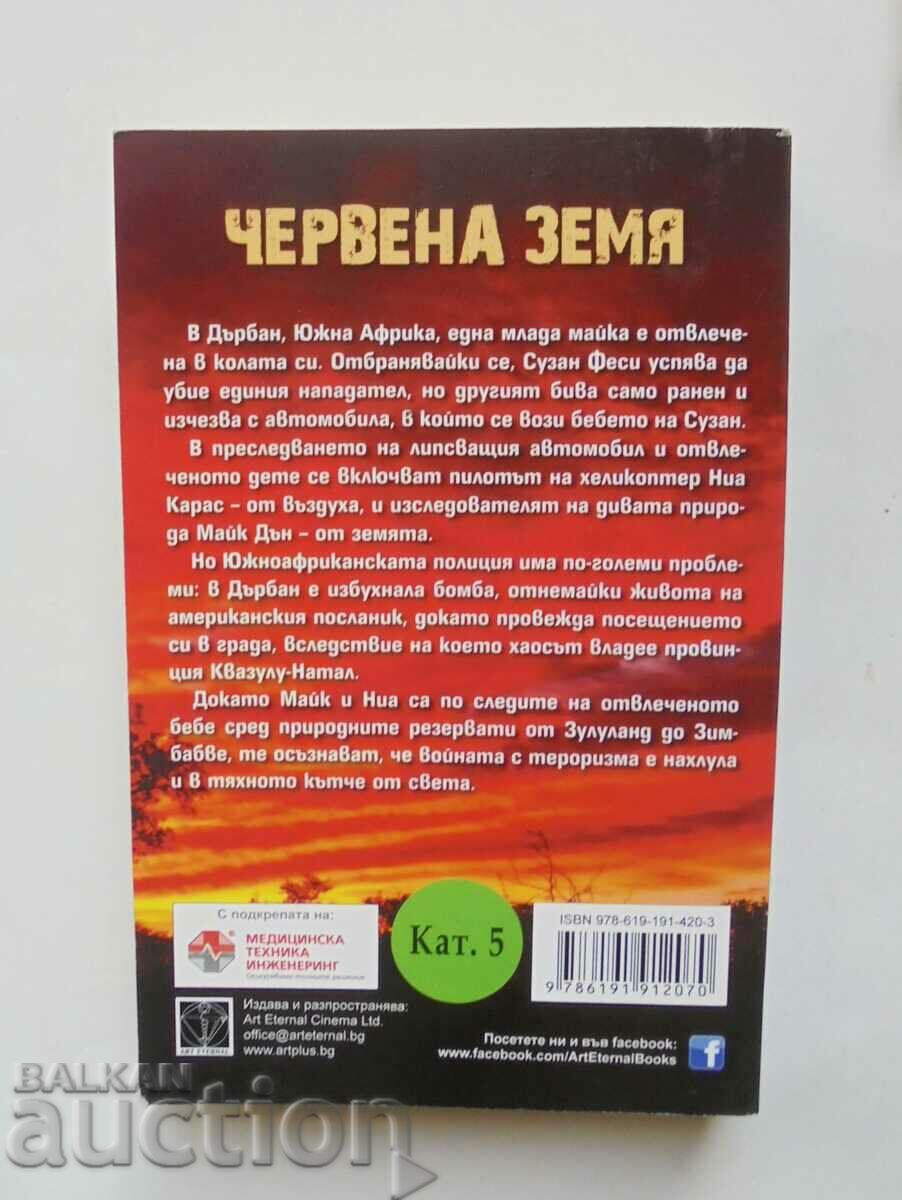 ЧЕРВЕНА ЗЕМЯ
В Дърбан, Южна Африка, една млада майка е отвлече-
на в колата си. Отбранявайки се, Сузан Феси успява да
убие единия нападател, но другият бива само ранен и
изчезва с автомобила, в който се вози бебето на Сузан.
В преследването на липсващия автомобил и отвле-
ченото дете се включват пилотът на хеликоптер Ниа
Карас – от въздуха, и изследователят на дивата приро-
да Майк Дън – от земята.
Но Южноафриканската полиция има по-големи пробле-
ми: в Дърбан е избухнала бомба, отнемайки живота на
американския посланик, докато провежда посещението
си в града, вследствие на което хаосът владее провин-
ция Квазулу-Натал.
Докато Майк и Ниа са по следите на отвлеченото
бебе сред природните резервати от Зулуланд до Зим-
бабве, те осъзнават, че войната с тероризма е нахлула
и в тяхното кътче от света.
С подкрепата на:
МЕДИЦИНСКА
ТЕХНИКА
ИНЖЕНЕРИНГ
Кат. 5
ISBN 978-619-191-420-3
9 786191 912070
ART ETERNAL
Издава и разпространява:
Art Eternal Cinema Ltd.
office@arteternal.bg
www.artplus.bg
Посетете ни и във facebook:
www.facebook.com/ArtEternalBooks
f
BALKAN
auction